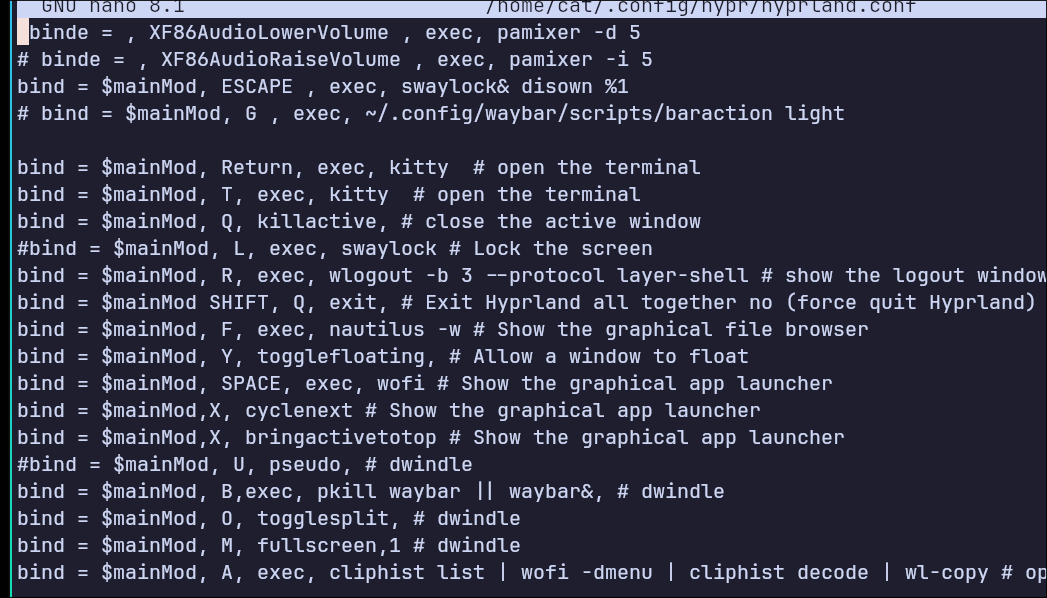 GNU nano 8.1 /home/cat/.config/hypr/hyprland.conf
binde = , XF86AudioLowerVolume , exec, pamixer -d 5
# binde = , XF86AudioRaiseVolume , exec, pamixer -i 5
bind = $mainMod, ESCAPE , exec, swaylock& disown %1
# bind = $mainMod, G , exec, ~/.config/waybar/scripts/baraction light
bind = $mainMod, Return, exec, kitty  # open the terminal
bind = $mainMod, T, exec, kitty  # open the terminal
bind = $mainMod, Q, killactive, # close the active window
#bind = $mainMod, L, exec, swaylock # Lock the screen
bind = $mainMod, R, exec, wlogout -b 3 --protocol layer-shell # show the logout window
bind = $mainMod SHIFT, Q, exit, # Exit Hyprland all together no (force quit Hyprland)
bind = $mainMod, F, exec, nautilus -w # Show the graphical file browser
bind = $mainMod, Y, togglefloating, # Allow a window to float
bind = $mainMod, SPACE, exec, wofi # Show the graphical app launcher
bind = $mainMod,X, cyclenext # Show the graphical app launcher
bind = $mainMod,X, bringactivetotop # Show the graphical app launcher
#bind = $mainMod, U, pseudo, # dwindle
bind = $mainMod, B,exec, pkill waybar || waybar&, # dwindle
bind = $mainMod, O, togglesplit, # dwindle
bind = $mainMod, M, fullscreen,1 # dwindle
bind = $mainMod, A, exec, cliphist list | wofi -dmenu | cliphist decode | wl-copy # op